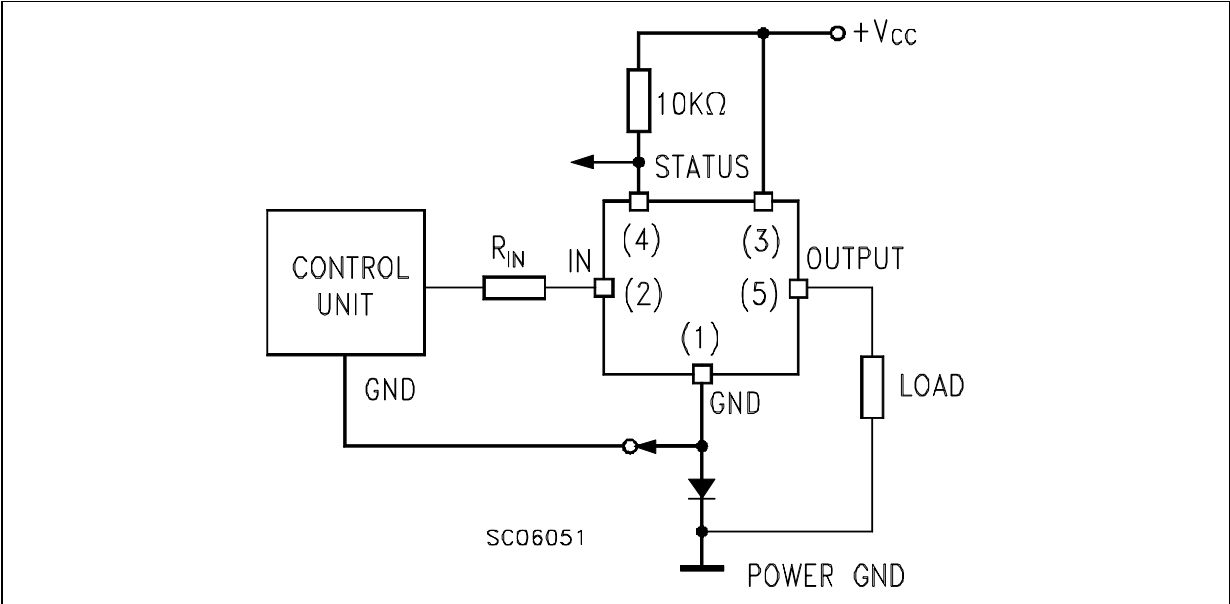 +VCC
10KΩ
STATUS
(4)
(3)
OUTPUT
RIN
IN
CONTROL
UNIT
(2)
(5)
(1)
GND
GND
LOAD
SC06051
POWER GND